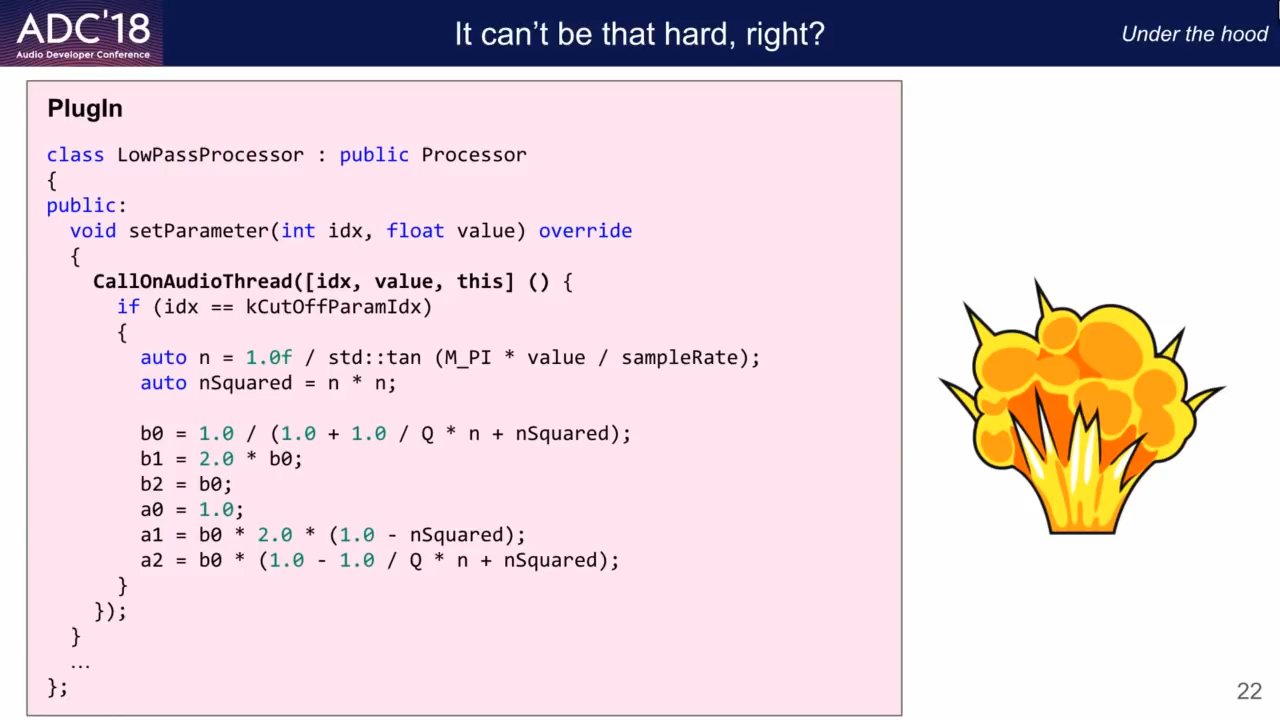 ADC'18
Audio Developer Conference
It can't be that hard, right?
Under the hood
PlugIn
class LowPassProcessor : public Processor
{
public:
  void setParameter(int idx, float value) override
  {
    CallOnAudioThread([idx, value, this] () {
      if (idx == kCutOffParamIdx)
      {
        auto n = 1.0f / std::tan (M_PI * value / sampleRate);
        auto nSquared = n * n;

        b0 = 1.0 / (1.0 + 1.0 / Q * n + nSquared);
        b1 = 2.0 * b0;
        b2 = b0;
        a0 = 1.0;
        a1 = b0 * 2.0 * (1.0 - nSquared);
        a2 = b0 * (1.0 - 1.0 / Q * n + nSquared);
      }
    });
  }
  …
};
22